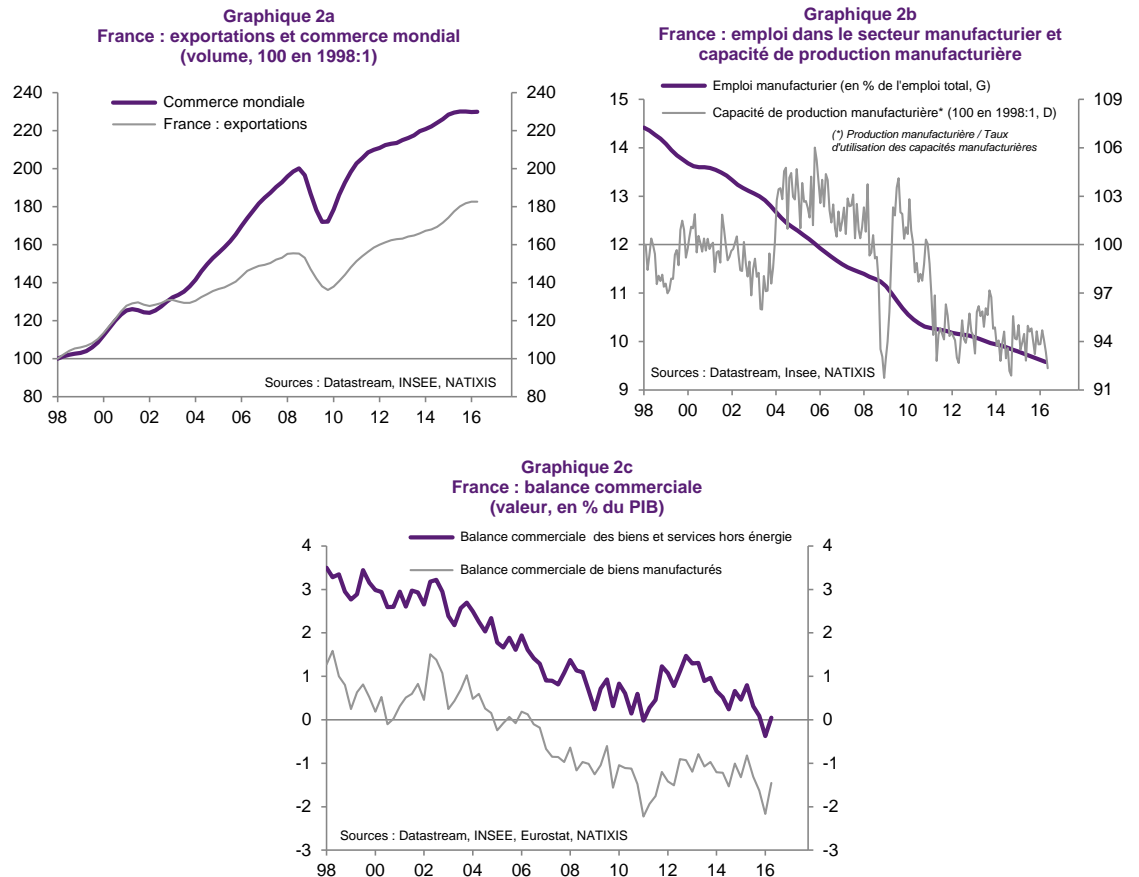 Graphique 2a
France : exportations et commerce mondial
(volume, 100 en 1998:1)
Commerce mondiale
France : exportations
240
220
200
180
160
140
120
100
80
240
220
200
180
160
140
120
100
80
Sources : Datastream, INSEE, NATIXIS
98 00 02 04 06 08 10 12 14 16
Graphique 2b
France : emploi dans le secteur manufacturier et
capacité de production manufacturière
Emploi manufacturier (en % de l'emploi total, G)
Capacité de production manufacturière* (100 en 1998:1, D)
(*) Production manufacturière / Taux
d'utilisation des capacités manufacturières
15
14
13
12
11
10
9
109
106
103
100
97
94
91
Sources : Datastream, Insee, NATIXIS
98 00 02 04 06 08 10 12 14 16
Graphique 2c
France : balance commerciale
(valeur, en % du PIB)
Balance commerciale des biens et services hors énergie
Balance commerciale de biens manufacturés
4
3
2
1
0
-1
-2
-3
4
3
2
1
0
-1
-2
-3
Sources : Datastream, INSEE, Eurostat, NATIXIS
98 00 02 04 06 08 10 12 14 16